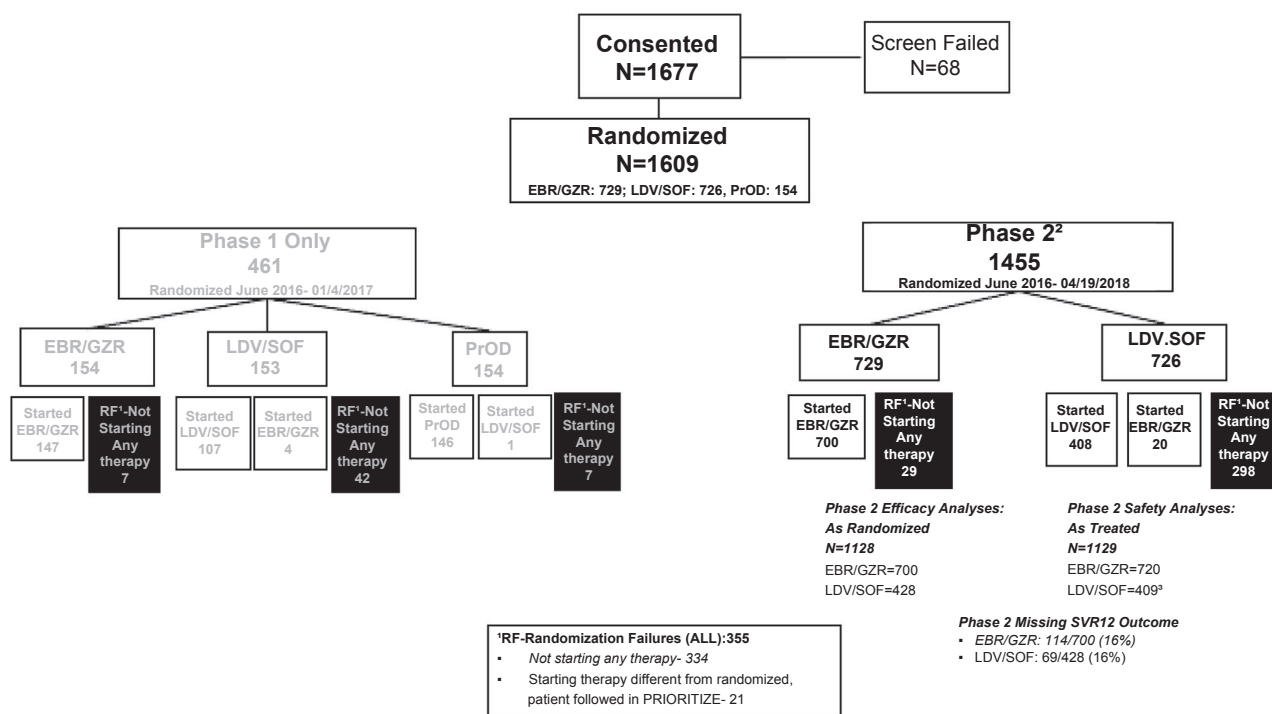 Consented
N=1677
Screen Failed
N=68
Randomized
N=1609
EBR/GZR: 729; LDV/SOF: 726, PrOD: 154
Phase 1 Only
461
Randomized June 2016- 01/4/2017
Phase 2²
1455
Randomized June 2016- 04/19/2018
EBR/GZR
154
LDV/SOF
153
PrOD
154
EBR/GZR
729
LDV.SOF
726
Started
EBR/GZR
147
RF¹-Not
Starting
Any
therapy
7
Started
LDV/SOF
107
Started
EBR/GZR
4
RF¹-Not
Starting
Any
therapy
42
Started
PrOD
146
Started
LDV/SOF
1
RF¹-Not
Starting
Any
therapy
7
Started
EBR/GZR
700
RF¹-Not
Starting
Any
therapy
29
Started
LDV/SOF
408
Started
EBR/GZR
20
RF¹-Not
Starting
Any
therapy
298
Phase 2 Efficacy Analyses:
As Randomized
N=1128
EBR/GZR=700
LDV/SOF=428
Phase 2 Safety Analyses:
As Treated
N=1129
EBR/GZR=720
LDV/SOF=409³
Phase 2 Missing SVR12 Outcome
▪ EBR/GZR: 114/700 (16%)
▪ LDV/SOF: 69/428 (16%)
¹RF-Randomization Failures (ALL):355
▪ Not starting any therapy- 334
▪ Starting therapy different from randomized,
patient followed in PRIORITIZE- 21